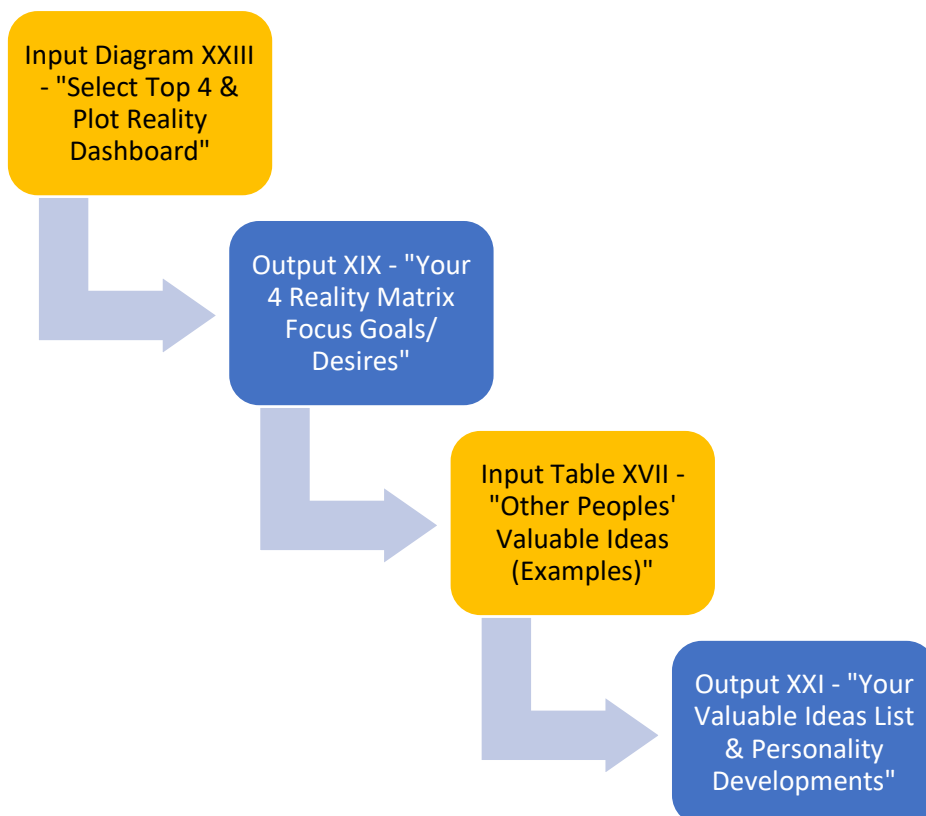 Input Diagram XXIII
- "Select Top 4 &
Plot Reality
Dashboard"
Output XIX - "Your
4 Reality Matrix
Focus Goals/
Desires"
Input Table XVII -
"Other Peoples'
Valuable Ideas
(Examples)"
Output XXI - "Your
Valuable Ideas List
& Personality
Developments"